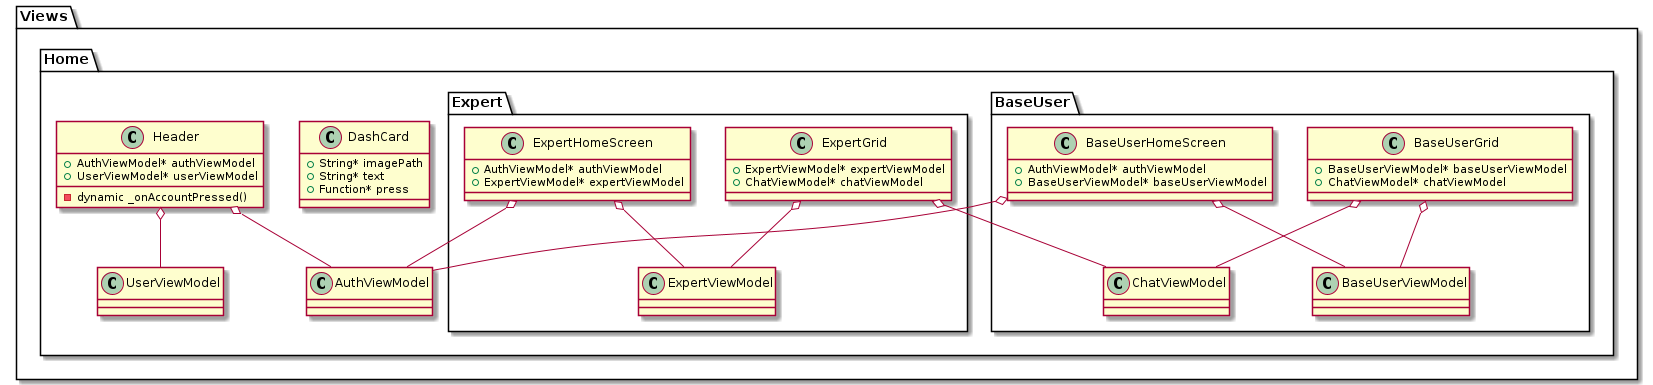 Views
Home
Expert
BaseUser
C Header
AuthViewModel* authViewModel
UserViewModel* userViewModel
dynamic _onAccountPressed()
C DashCard
String* imagePath
String* text
Function* press
C ExpertHomeScreen
AuthViewModel* authViewModel
ExpertViewModel* expertViewModel
C ExpertGrid
ExpertViewModel* expertViewModel
ChatViewModel* chatViewModel
C BaseUserHomeScreen
AuthViewModel* authViewModel
BaseUserViewModel* baseUserViewModel
C BaseUserGrid
BaseUserViewModel* baseUserViewModel
ChatViewModel* chatViewModel
C UserViewModel
C AuthViewModel
C ExpertViewModel
C ChatViewModel
C BaseUserViewModel